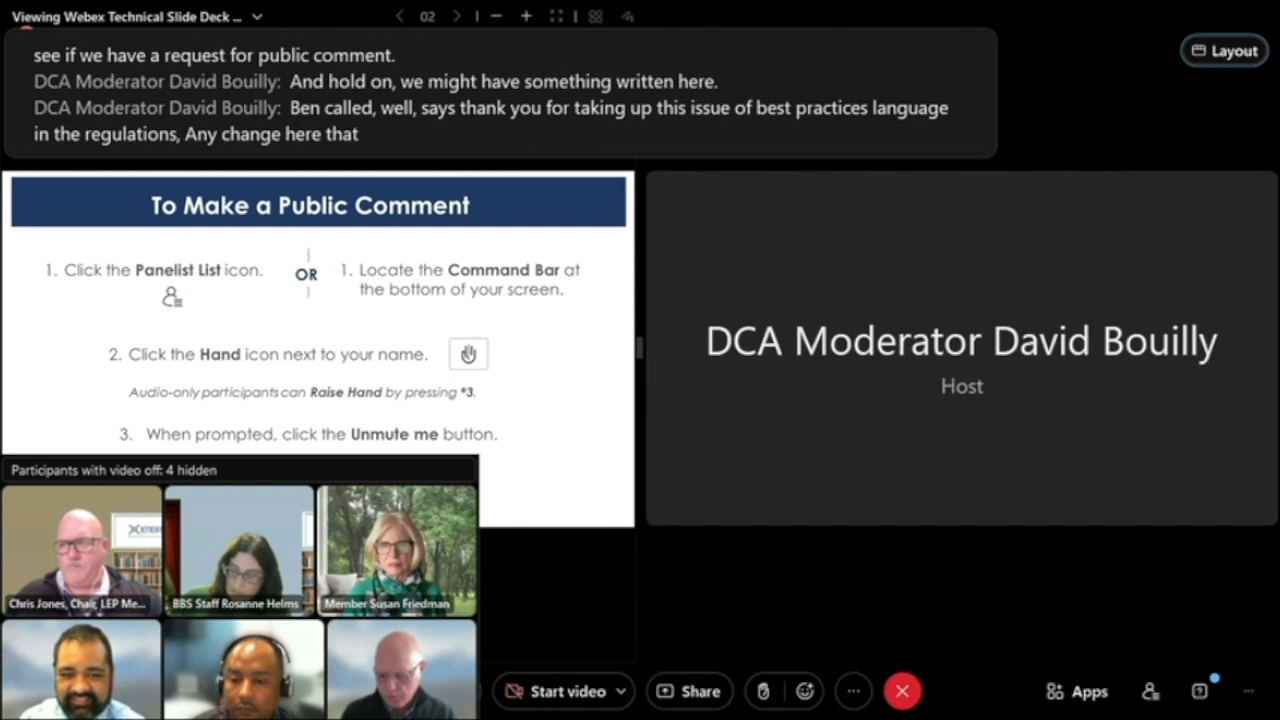 Viewing Webex Technical Slide Deck ...
02
see if we have a request for public comment.
DCA Moderator David Bouilly: And hold on, we might have something written here.
DCA Moderator David Bouilly: Ben called, well, says thank you for taking up this issue of best practices language
in the regulations, Any change here that
Layout
To Make a Public Comment
1. Click the Panelist List icon.
OR
1. Locate the Command Bar at
the bottom of your screen.
2. Click the Hand icon next to your name.
Audio-only participants can Raise Hand by pressing *3.
3. When prompted, click the Unmute me button.
DCA Moderator David Bouilly
Host
Participants with video off: 4 hidden
Chris Jones, Chair, LEP Me...
BBS Staff Rosanne Helms
Member Susan Friedman
Start video
Share
Apps